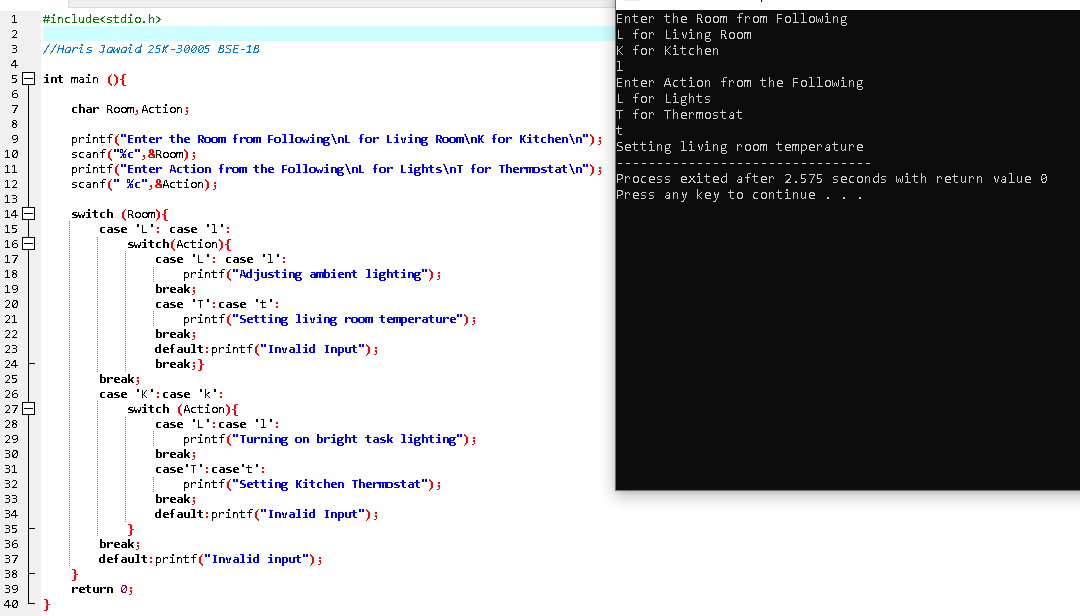 1 #include<stdio.h>
2
3 //Haris Jawaid 25K-30005 BSE-1B
4
5 int main (){
6
7 char Room,Action;
8
9 printf("Enter the Room from Following\nL for Living Room\nK for Kitchen\n");
10 scanf("%c",&Room);
11 printf("Enter Action from the Following\nL for Lights\nT for Thermostat\n");
12 scanf(" %c",&Action);
13
14 switch (Room){
15 case 'L': case 'l':
16 switch(Action){
17 case 'L': case 'l':
18 printf("Adjusting ambient lighting");
19 break;
20 case 'T':case 't':
21 printf("Setting living room temperature");
22 break;
23 default:printf("Invalid Input");
24 break;}
25 break;
26 case 'K':case 'k':
27 switch (Action){
28 case 'L':case 'l':
29 printf("Turning on bright task lighting");
30 break;
31 case'T':case't':
32 printf("Setting Kitchen Thermostat");
33 break;
34 default:printf("Invalid Input");
35 }
36 break;
37 default:printf("Invalid input");
38 }
39 return 0;
40 }
Enter the Room from Following
L for Living Room
K for Kitchen
l
Enter Action from the Following
L for Lights
T for Thermostat
t
Setting living room temperature
--------------------------------
Process exited after 2.575 seconds with return value 0
Press any key to continue . . .